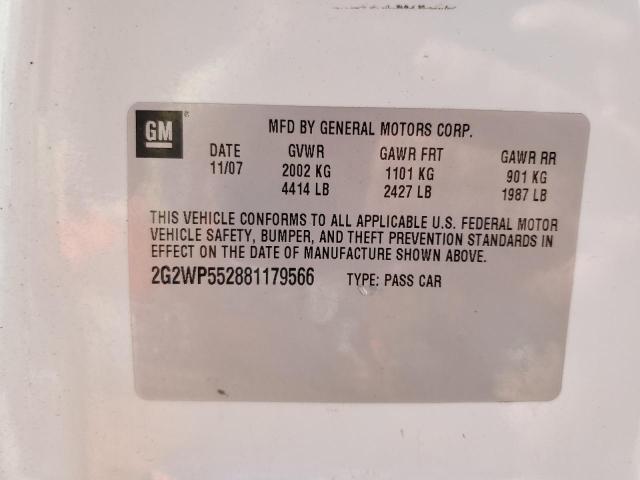 GM ®
MFD BY GENERAL MOTORS CORP.
DATE GVWR GAWR FRT GAWR RR
11/07 2002 KG 1101 KG 901 KG
4414 LB 2427 LB 1987 LB
THIS VEHICLE CONFORMS TO ALL APPLICABLE U.S. FEDERAL MOTOR
VEHICLE SAFETY, BUMPER, AND THEFT PREVENTION STANDARDS IN
EFFECT ON THE DATE OF MANUFACTURE SHOWN ABOVE.
2G2WP552881179566 TYPE: PASS CAR